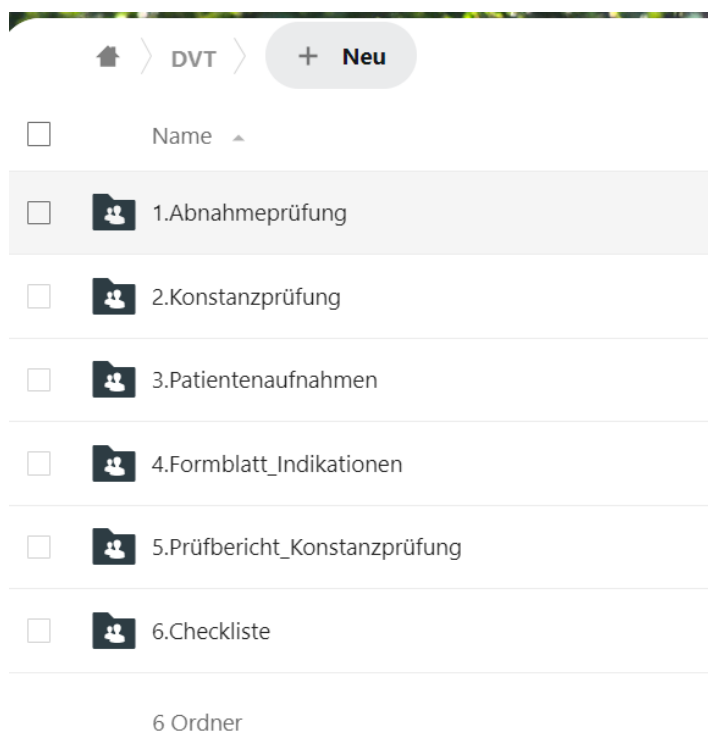 DVT + Neu
Name
1.Abnahmeprüfung
2.Konstanzprüfung
3.Patientenaufnahmen
4.Formblatt_Indikationen
5.Prüfbericht_Konstanzprüfung
6.Checkliste
6 Ordner